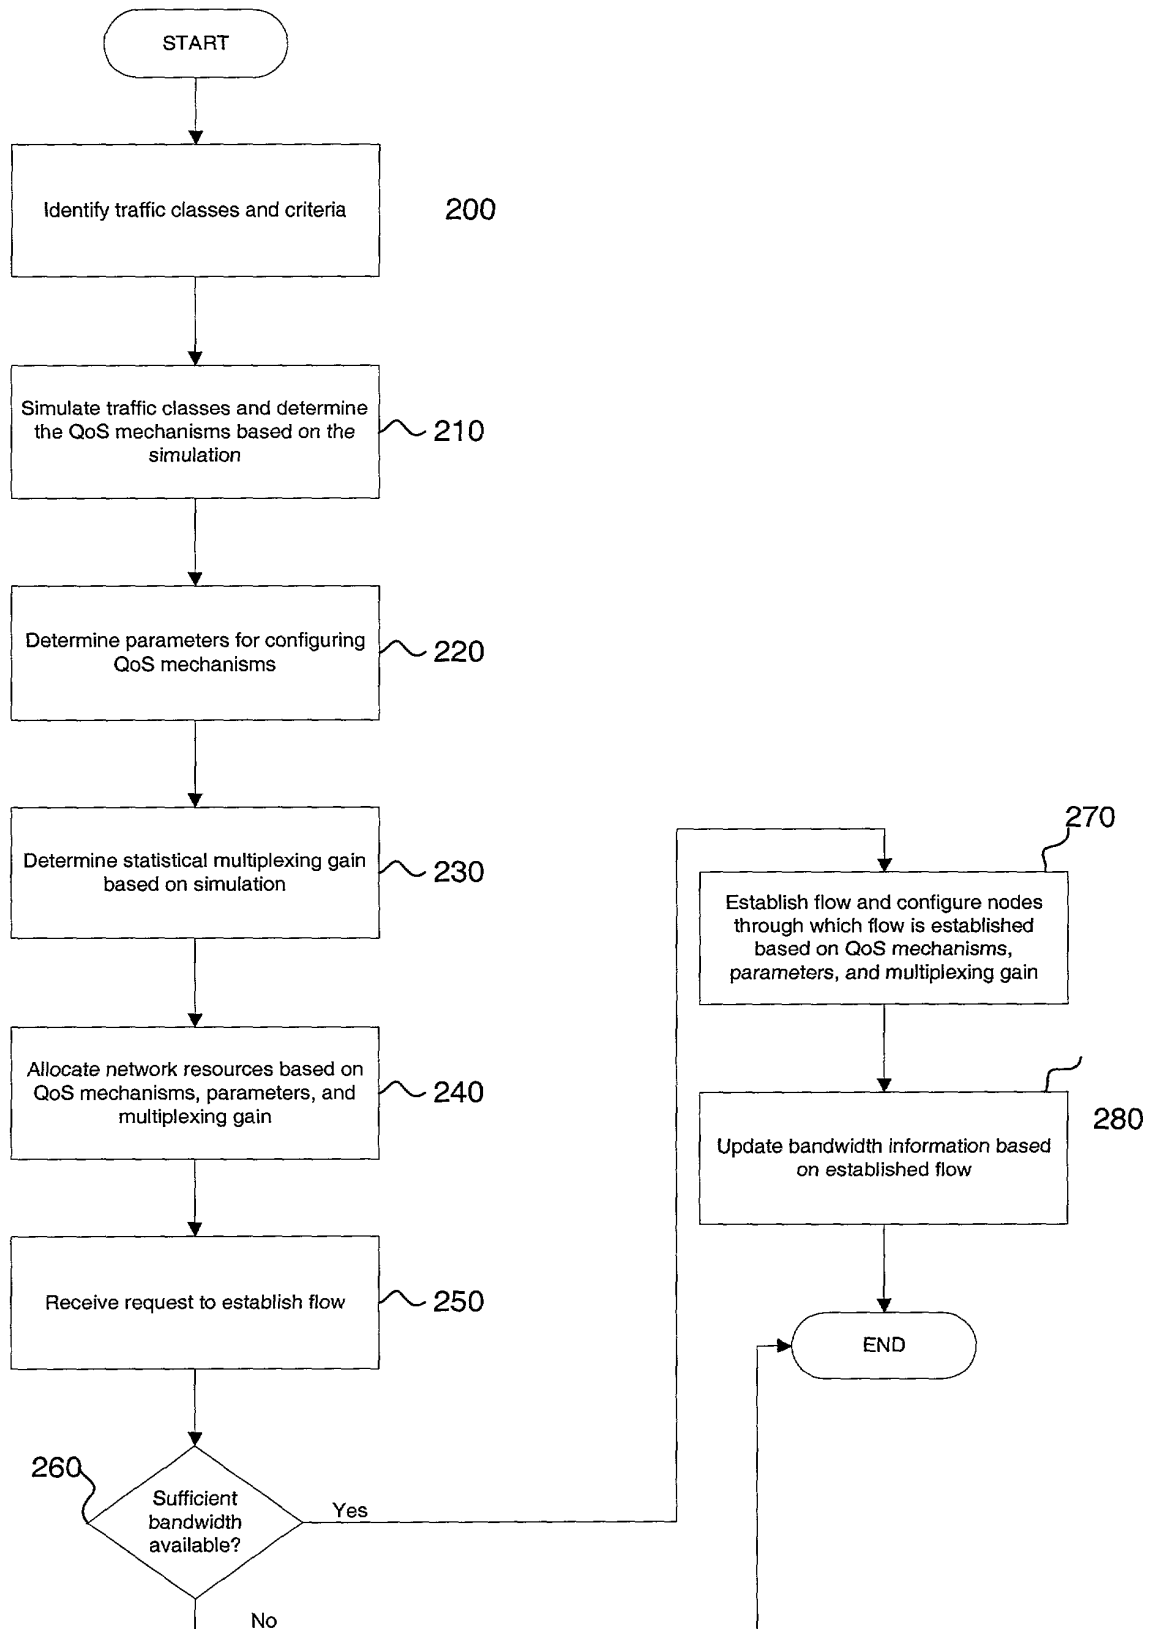 START
Identify traffic classes and criteria
200
Simulate traffic classes and determine
the QoS mechanisms based on the
simulation
210
Determine parameters for configuring
QoS mechanisms
220
Determine statistical multiplexing gain
based on simulation
230
Allocate network resources based on
QoS mechanisms, parameters, and
multiplexing gain
240
Receive request to establish flow
250
260
Sufficient
bandwidth
available?
Yes
No
270
Establish flow and configure nodes
through which flow is established
based on QoS mechanisms,
parameters, and multiplexing gain
280
Update bandwidth information based
on established flow
END